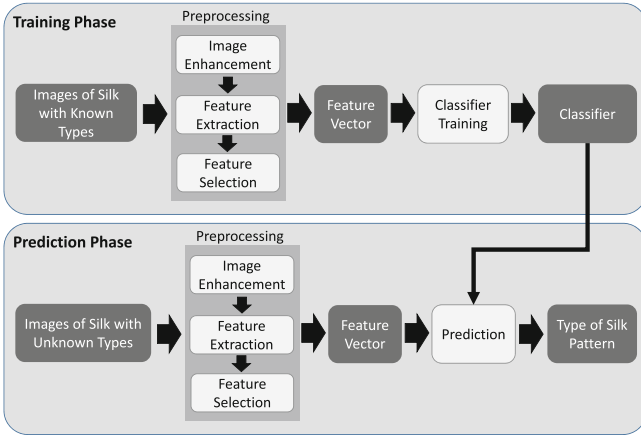 Training Phase
Preprocessing
Image
Enhancement
Feature
Extraction
Feature
Selection
Images of Silk
with Known
Types
Feature
Vector
Classifier
Training
Classifier
Prediction Phase
Preprocessing
Image
Enhancement
Feature
Extraction
Feature
Selection
Images of Silk with
Unknown Types
Feature
Vector
Prediction
Type of Silk
Pattern